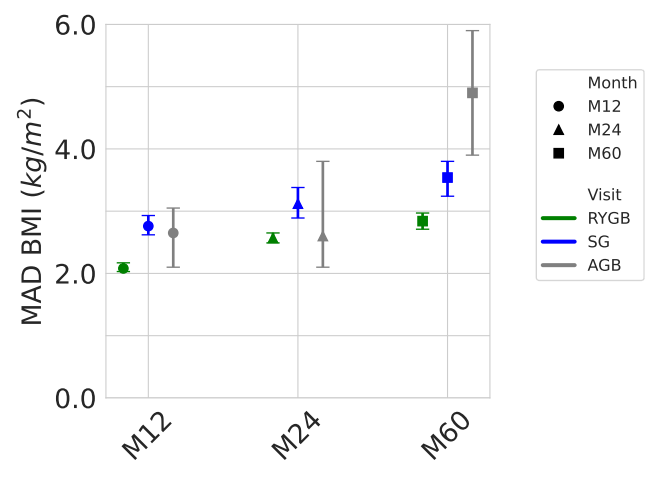 6.0
4.0
2.0
0.0
MAD BMI (kg/m²)
M12
M24
M60
Month
M12
M24
M60
Visit
RYGB
SG
AGB